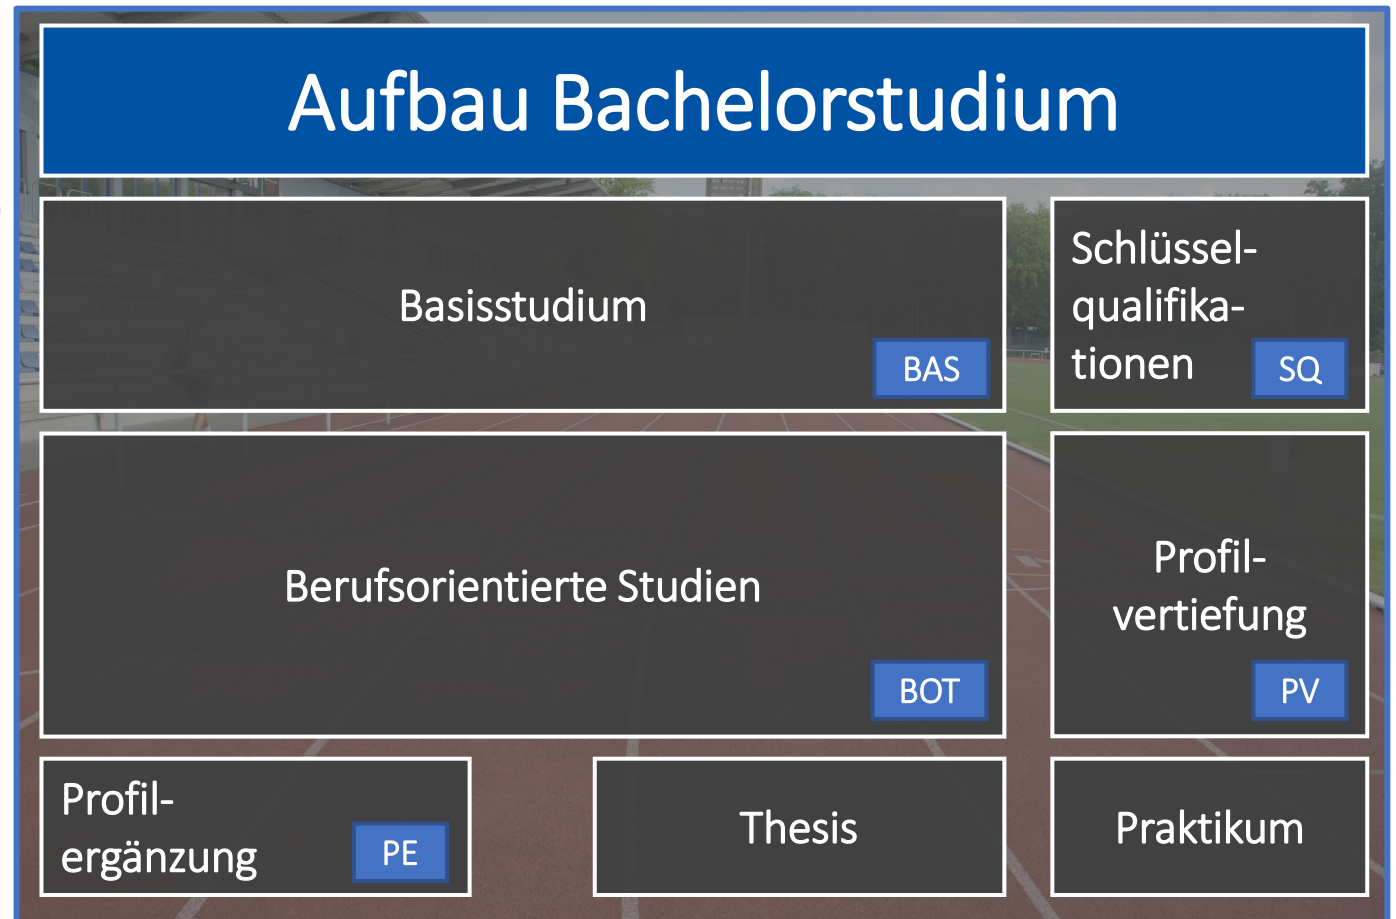 Aufbau Bachelorstudium
Basisstudium
BAS
Schlüssel-
qualifika-
tionen
SQ
Berufsorientierte Studien
BOT
Profil-
vertiefung
PV
Profil-
ergänzung
PE
Thesis
Praktikum